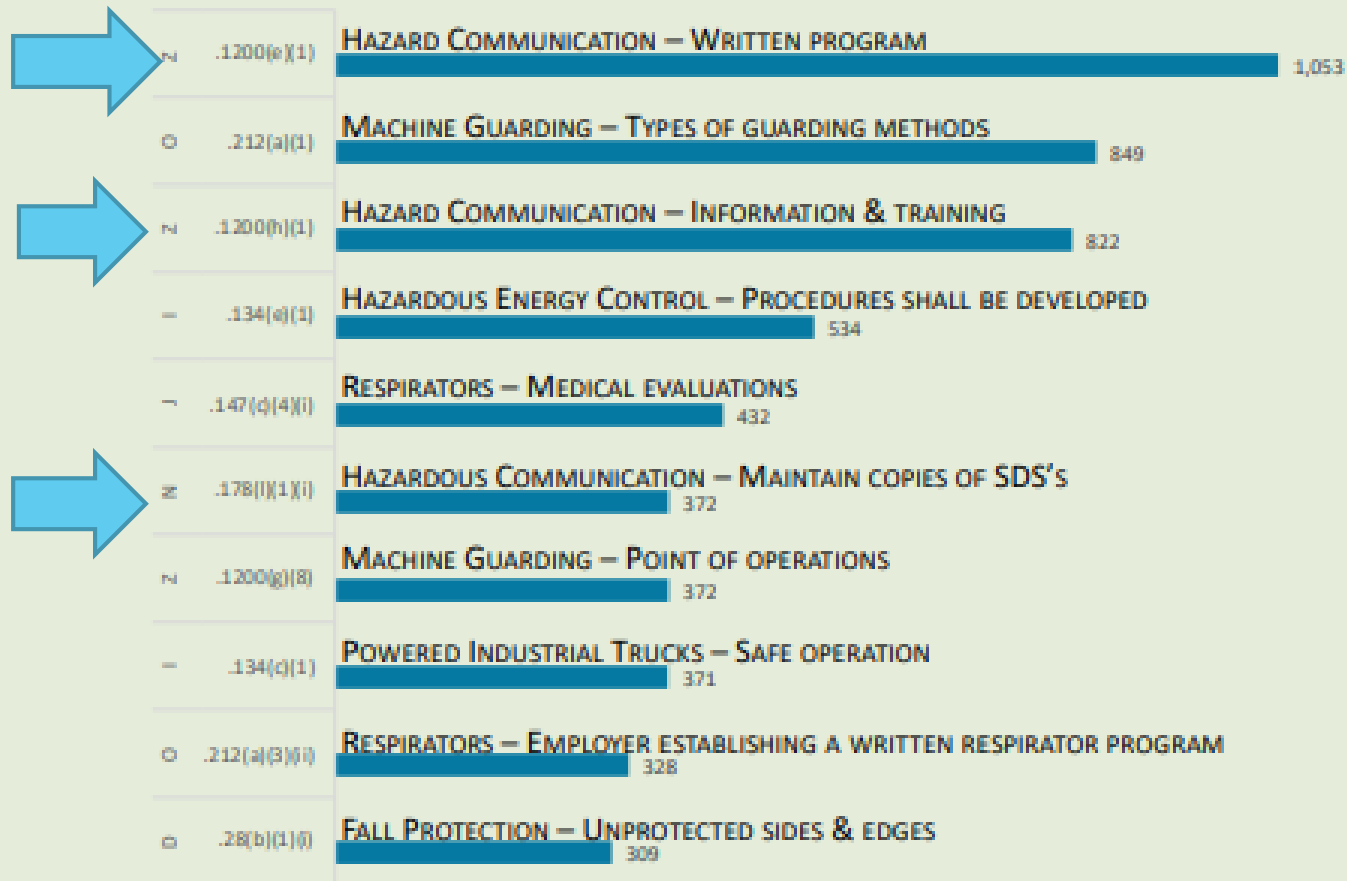 HAZARD COMMUNICATION – WRITTEN PROGRAM
Z .1200(e)(1) 1,053
MACHINE GUARDING – TYPES OF GUARDING METHODS
O .212(a)(1) 849
HAZARD COMMUNICATION – INFORMATION & TRAINING
Z .1200(h)(1) 822
HAZARDOUS ENERGY CONTROL – PROCEDURES SHALL BE DEVELOPED
I .134(e)(1) 534
RESPIRATORS – MEDICAL EVALUATIONS
J .147(c)(4)(i) 432
HAZARDOUS COMMUNICATION – MAINTAIN COPIES OF SDS'S
N .178(l)(1)(i) 372
MACHINE GUARDING – POINT OF OPERATIONS
Z .1200(g)(8) 372
POWERED INDUSTRIAL TRUCKS – SAFE OPERATION
I .134(c)(1) 371
RESPIRATORS – EMPLOYER ESTABLISHING A WRITTEN RESPIRATOR PROGRAM
O .212(a)(3)(ii) 328
FALL PROTECTION – UNPROTECTED SIDES & EDGES
D .28(b)(1)(i) 309